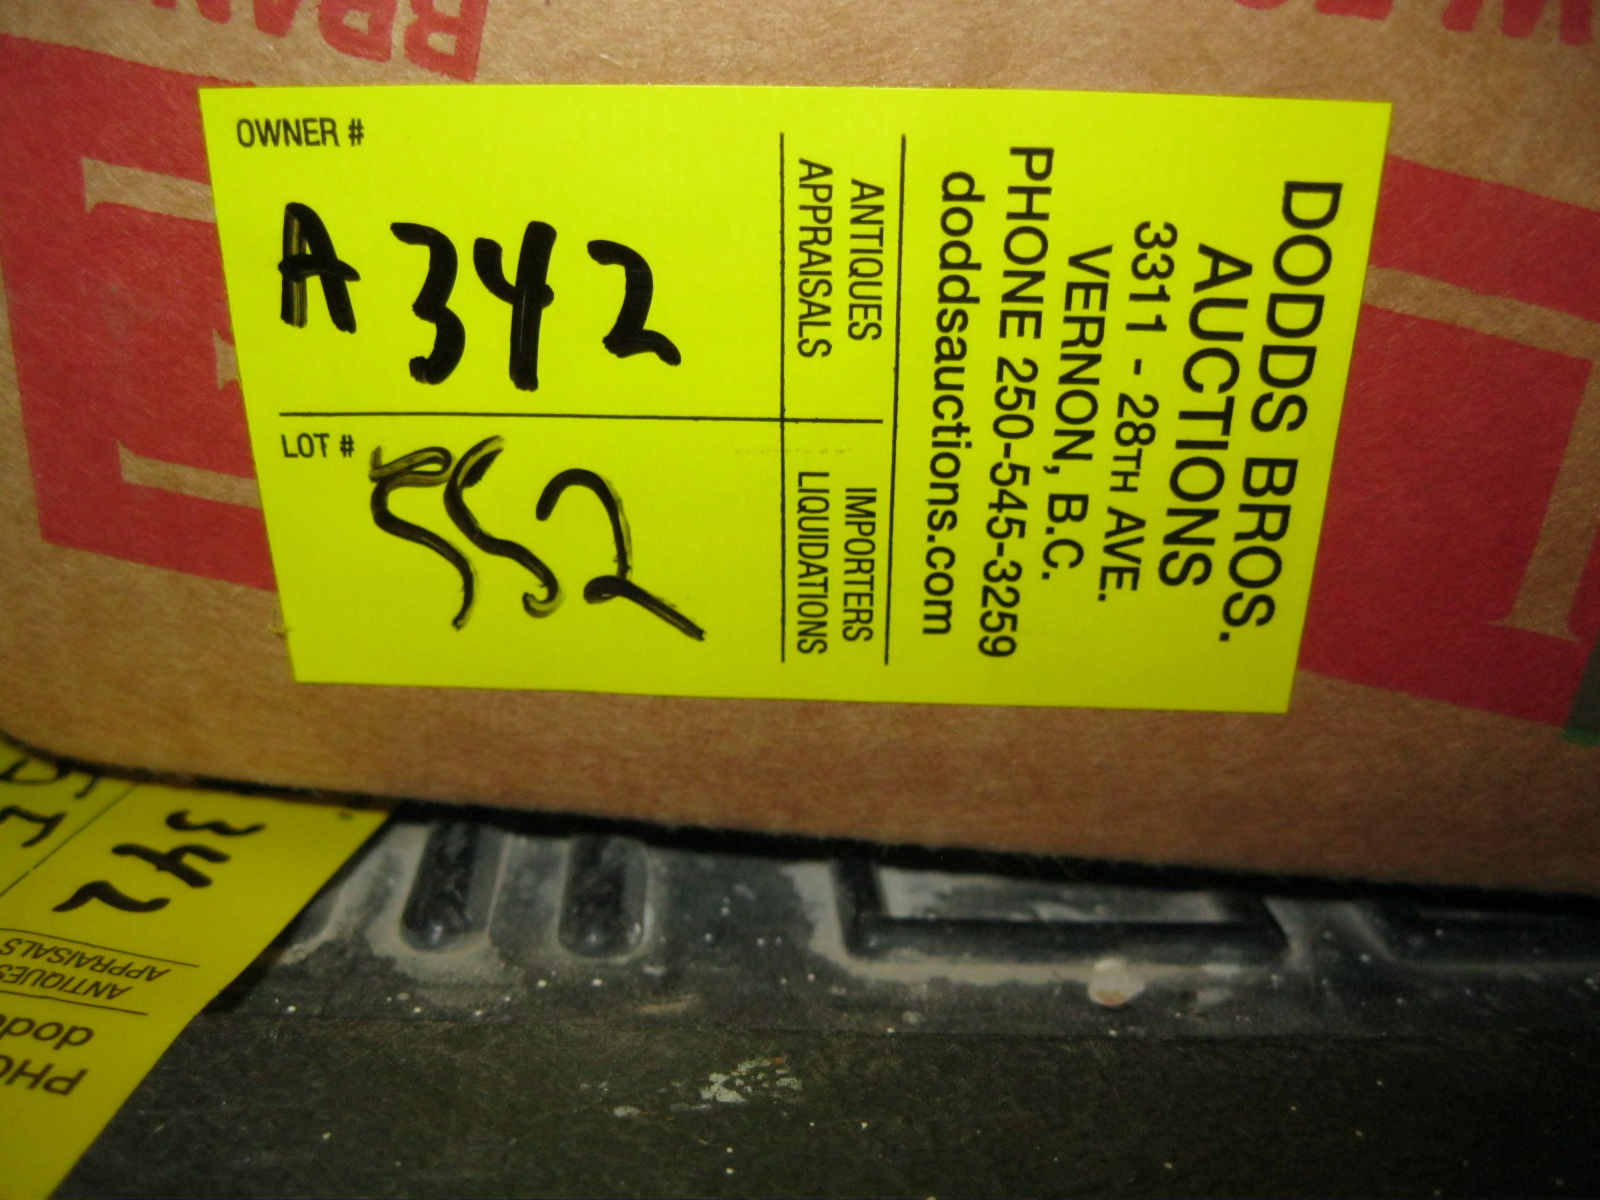 OWNER #
A 342
LOT #
552
ANTIQUES
APPRAISALS
IMPORTERS
LIQUIDATIONS
DODDS BROS.
AUCTIONS
3311 - 28TH AVE.
VERNON, B.C.
PHONE 250-545-3259
doddsauctions.com
342
ANTIQUES
APPRAISALS